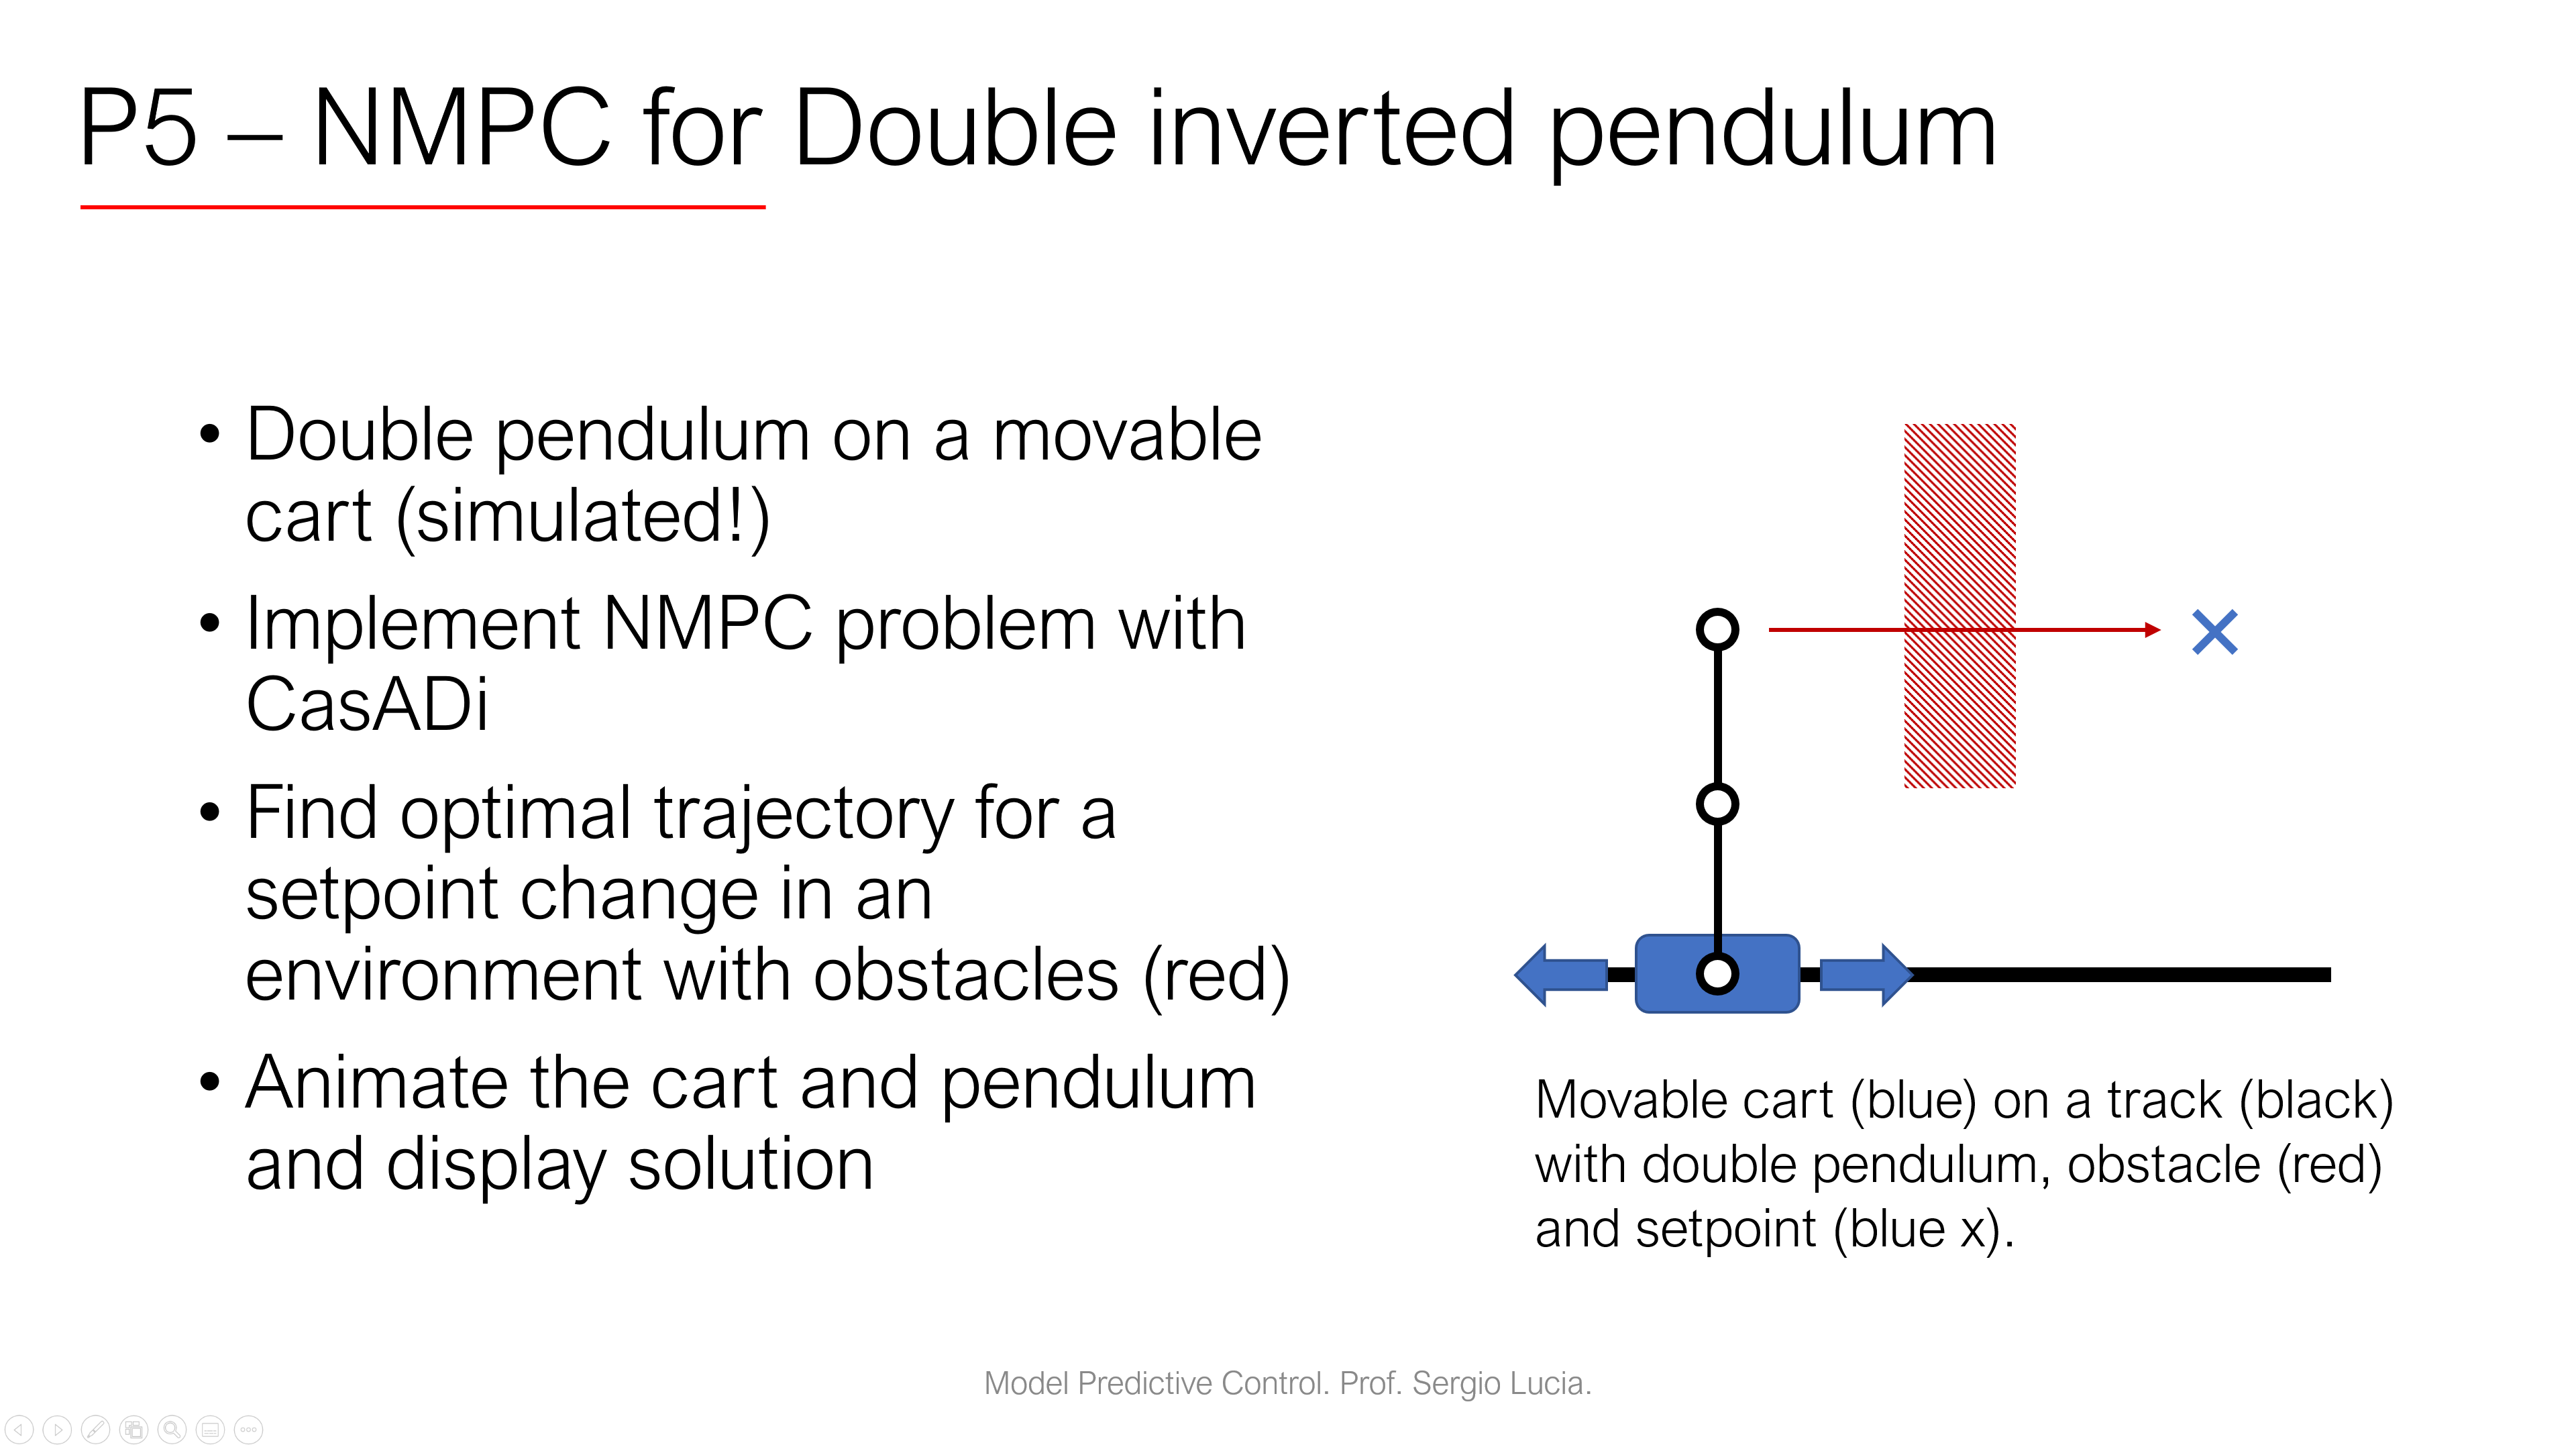 P5 – NMPC for Double inverted pendulum
• Double pendulum on a movable
cart (simulated!)
• Implement NMPC problem with
CasADi
• Find optimal trajectory for a
setpoint change in an
environment with obstacles (red)
• Animate the cart and pendulum
and display solution
Movable cart (blue) on a track (black)
with double pendulum, obstacle (red)
and setpoint (blue x).
Model Predictive Control. Prof. Sergio Lucia.